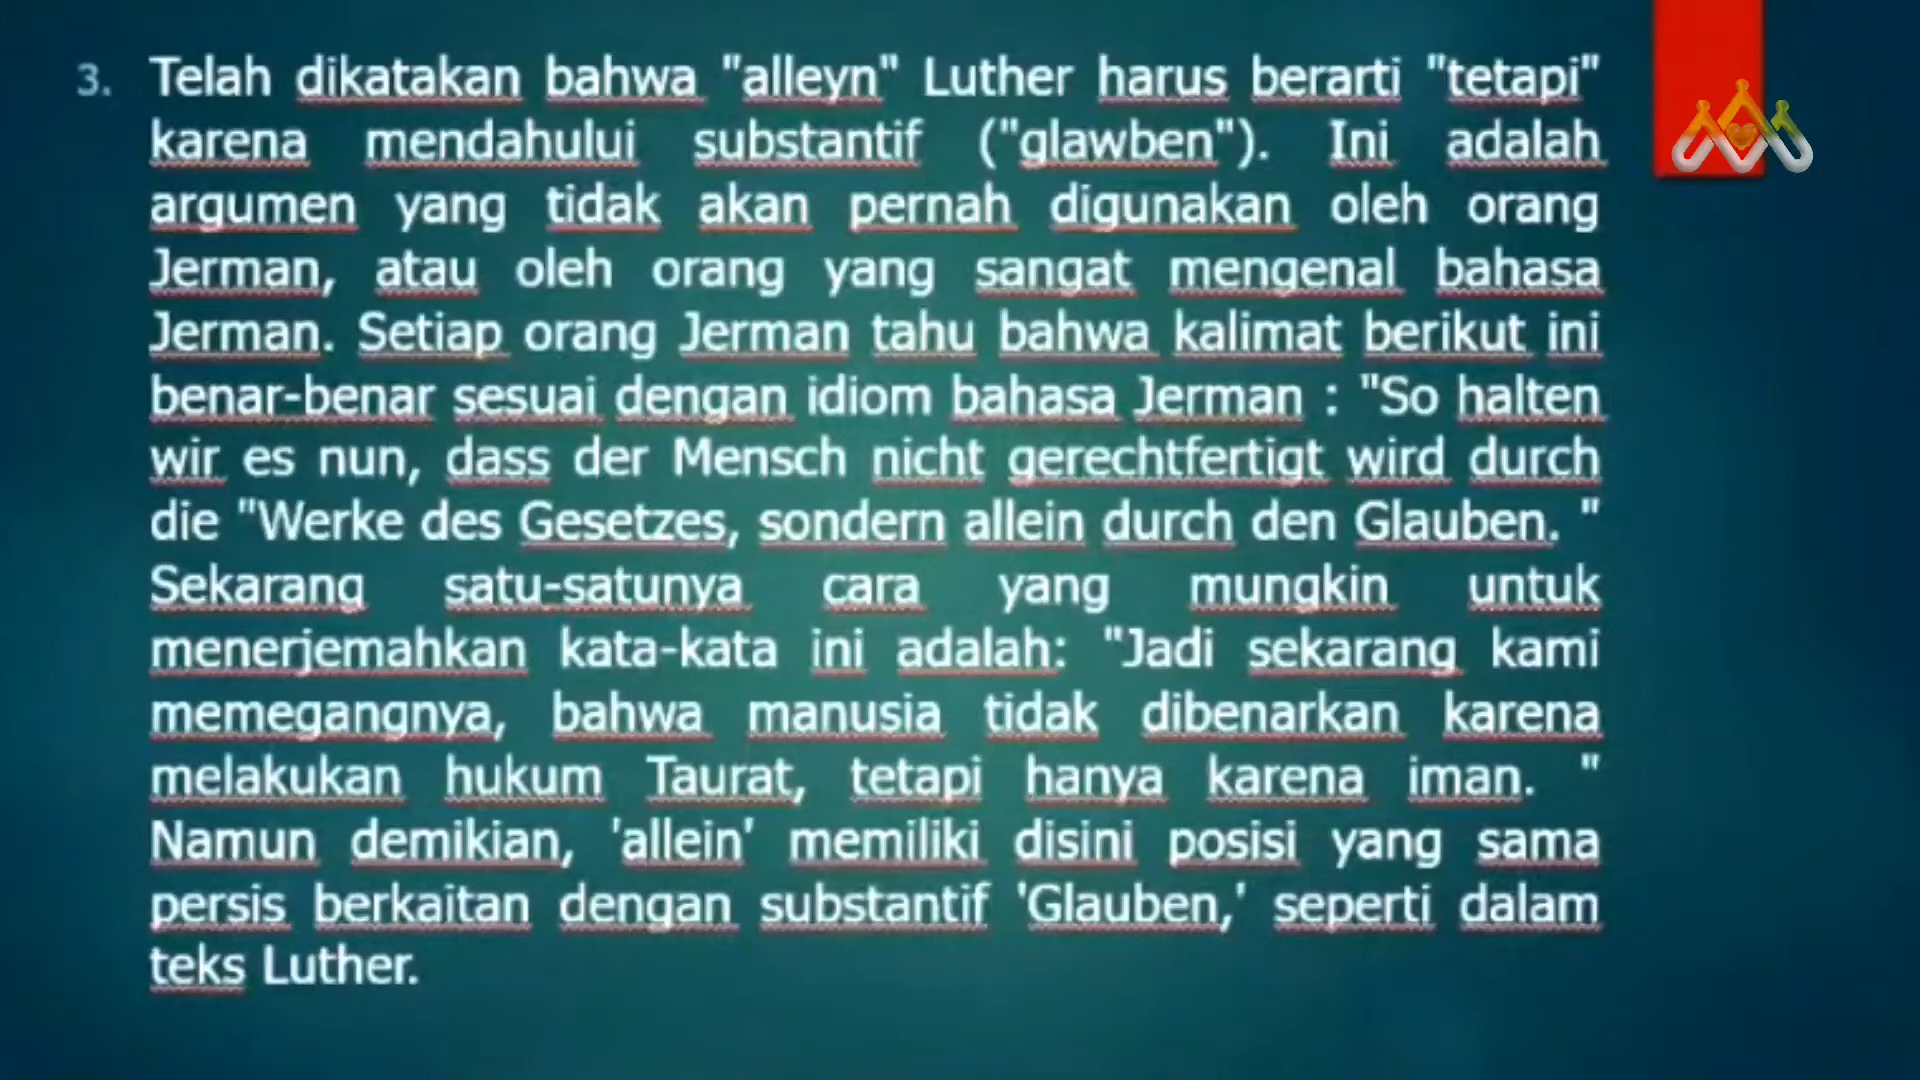 3. Telah dikatakan bahwa "alleyn" Luther harus berarti "tetapi"
karena mendahului substantif ("glawben"). Ini adalah
argumen yang tidak akan pernah digunakan oleh orang
Jerman, atau oleh orang yang sangat mengenal bahasa
Jerman. Setiap orang Jerman tahu bahwa kalimat berikut ini
benar-benar sesuai dengan idiom bahasa Jerman : "So halten
wir es nun, dass der Mensch nicht gerechtfertigt wird durch
die "Werke des Gesetzes, sondern allein durch den Glauben. "
Sekarang satu-satunya cara yang mungkin untuk
menerjemahkan kata-kata ini adalah: "Jadi sekarang kami
memegangnya, bahwa manusia tidak dibenarkan karena
melakukan hukum Taurat, tetapi hanya karena iman. "
Namun demikian, 'allein' memiliki disini posisi yang sama
persis berkaitan dengan substantif 'Glauben,' seperti dalam
teks Luther.